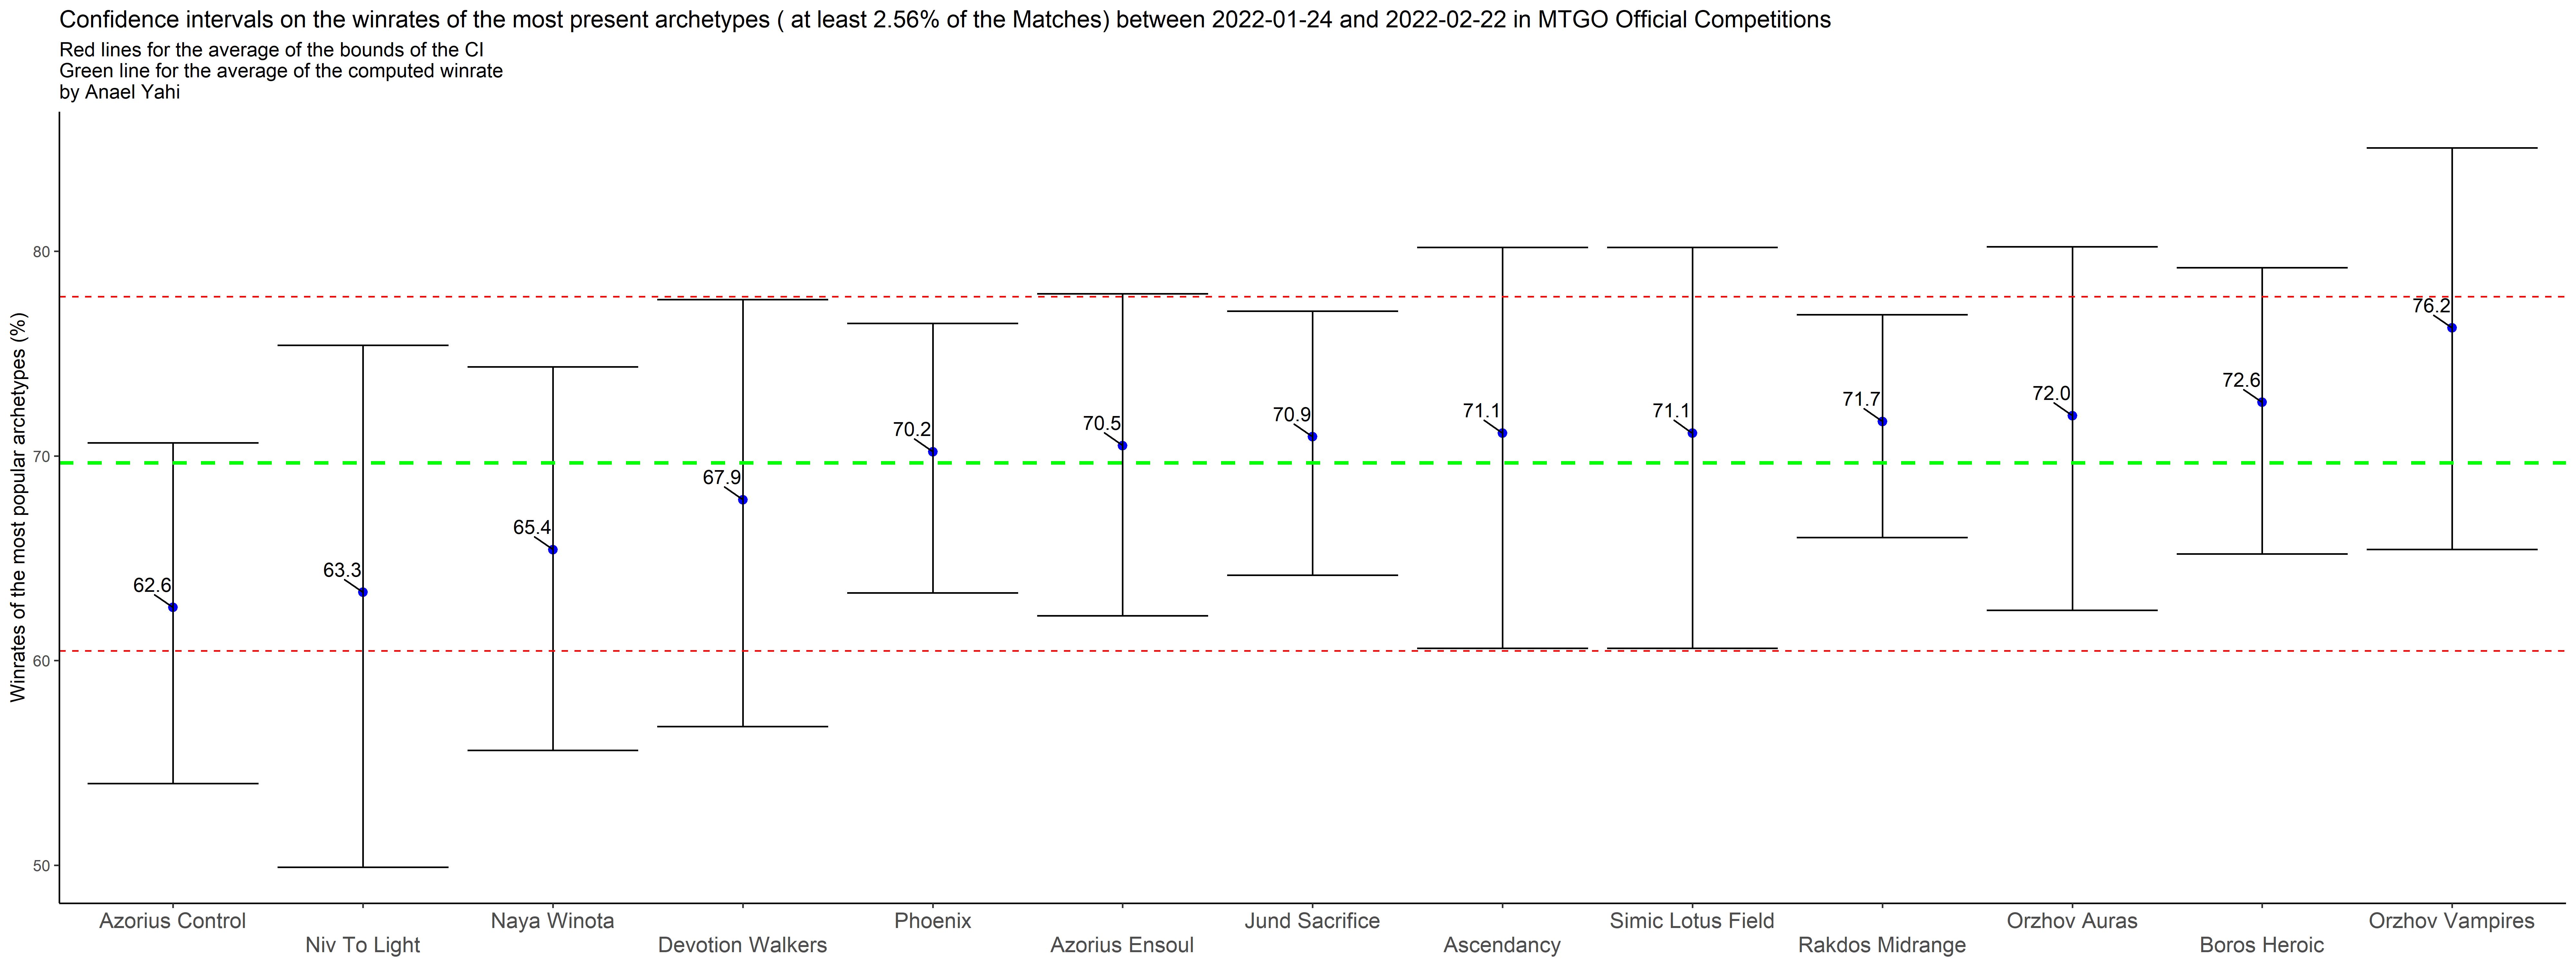 Confidence intervals on the winrates of the most present archetypes ( at least 2.56% of the Matches) between 2022-01-24 and 2022-02-22 in MTGO Official Competitions
Red lines for the average of the bounds of the CI
Green line for the average of the computed winrate
by Anael Yahi
Winrates of the most popular archetypes (%)
80
70
60
50
62.6
63.3
65.4
67.9
70.2
70.5
70.9
71.1
71.1
71.7
72.0
72.6
76.2
Azorius Control
Niv To Light
Naya Winota
Devotion Walkers
Phoenix
Azorius Ensoul
Jund Sacrifice
Ascendancy
Simic Lotus Field
Rakdos Midrange
Orzhov Auras
Boros Heroic
Orzhov Vampires